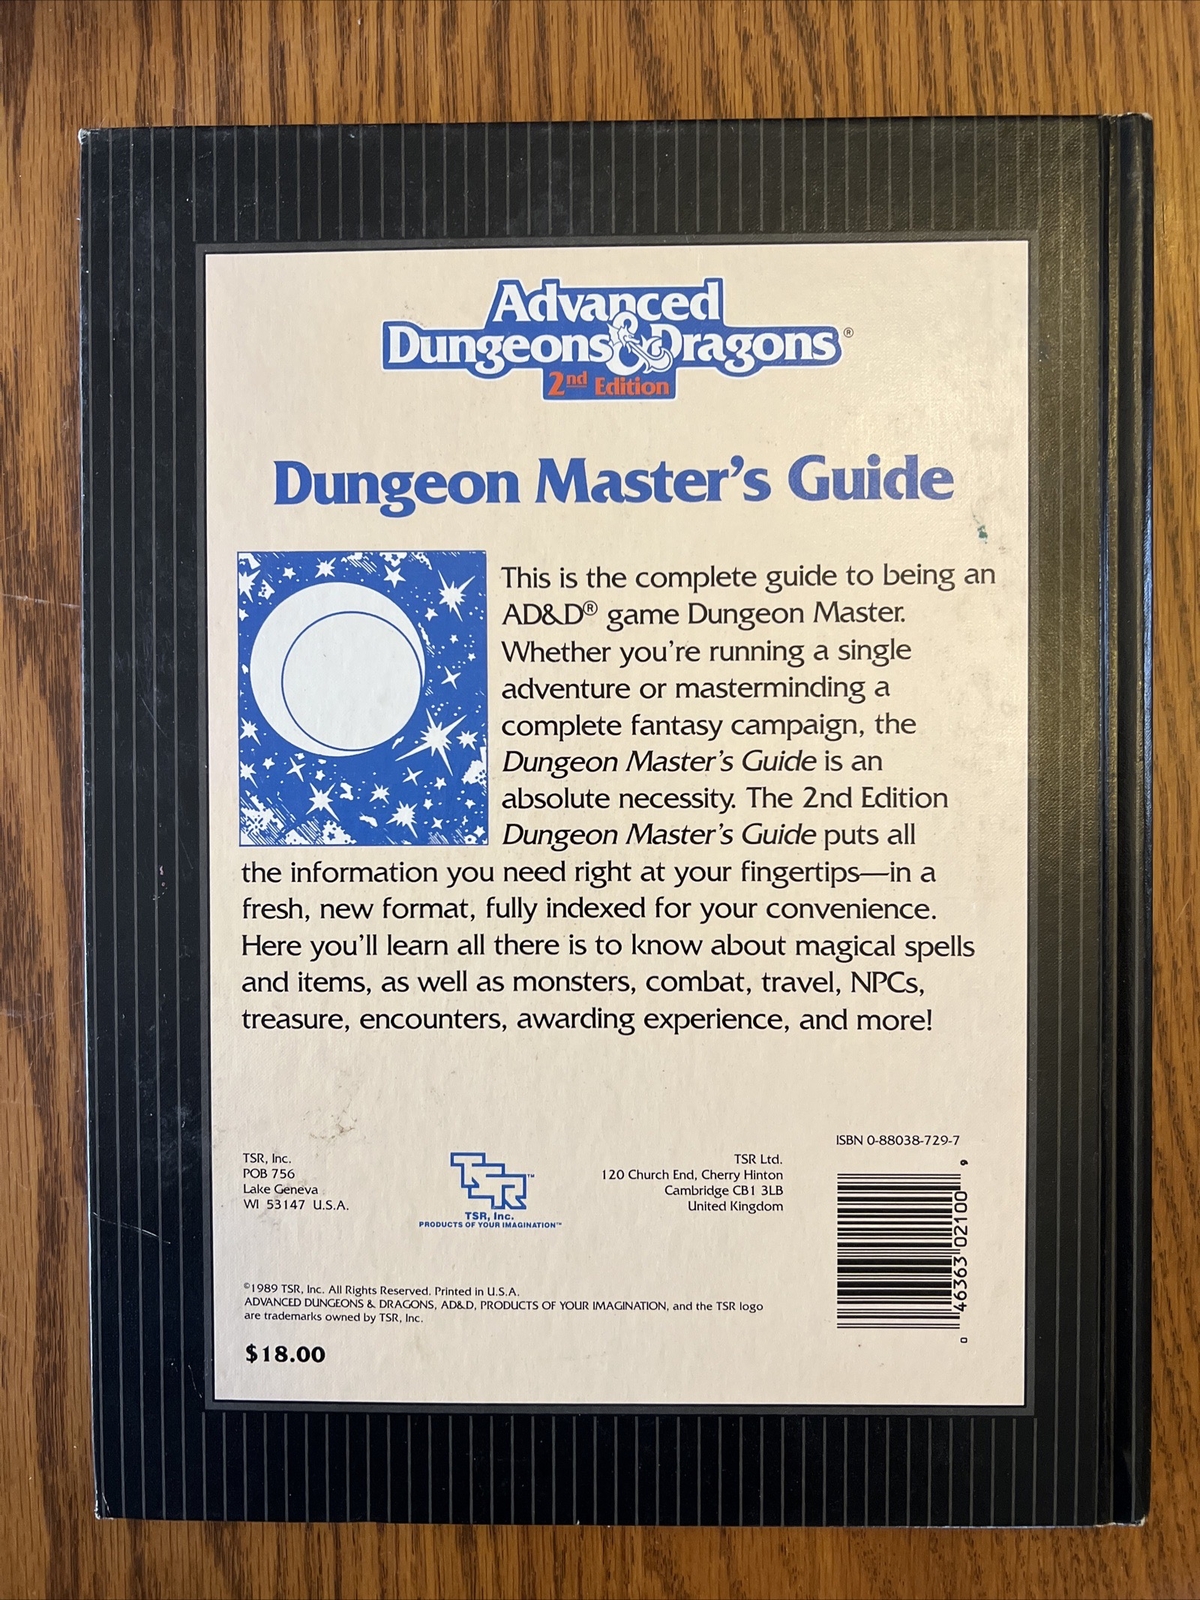 Advanced
Dungeons & Dragons®
2nd Edition
Dungeon Master's Guide
This is the complete guide to being an
AD&D® game Dungeon Master.
Whether you're running a single
adventure or masterminding a
complete fantasy campaign, the
Dungeon Master's Guide is an
absolute necessity. The 2nd Edition
Dungeon Master's Guide puts all
the information you need right at your fingertips—in a
fresh, new format, fully indexed for your convenience.
Here you'll learn all there is to know about magical spells
and items, as well as monsters, combat, travel, NPCs,
treasure, encounters, awarding experience, and more!
TSR, Inc.
POB 756
Lake Geneva
WI 53147 U.S.A.
TSR™
TSR, Inc.
PRODUCTS OF YOUR IMAGINATION™
TSR Ltd.
120 Church End, Cherry Hinton
Cambridge CB1 3LB
United Kingdom
ISBN 0-88038-729-7
0 46363 02100 9
©1989 TSR, Inc. All Rights Reserved. Printed in U.S.A.
ADVANCED DUNGEONS & DRAGONS, AD&D, PRODUCTS OF YOUR IMAGINATION, and the TSR logo
are trademarks owned by TSR, Inc.
$18.00